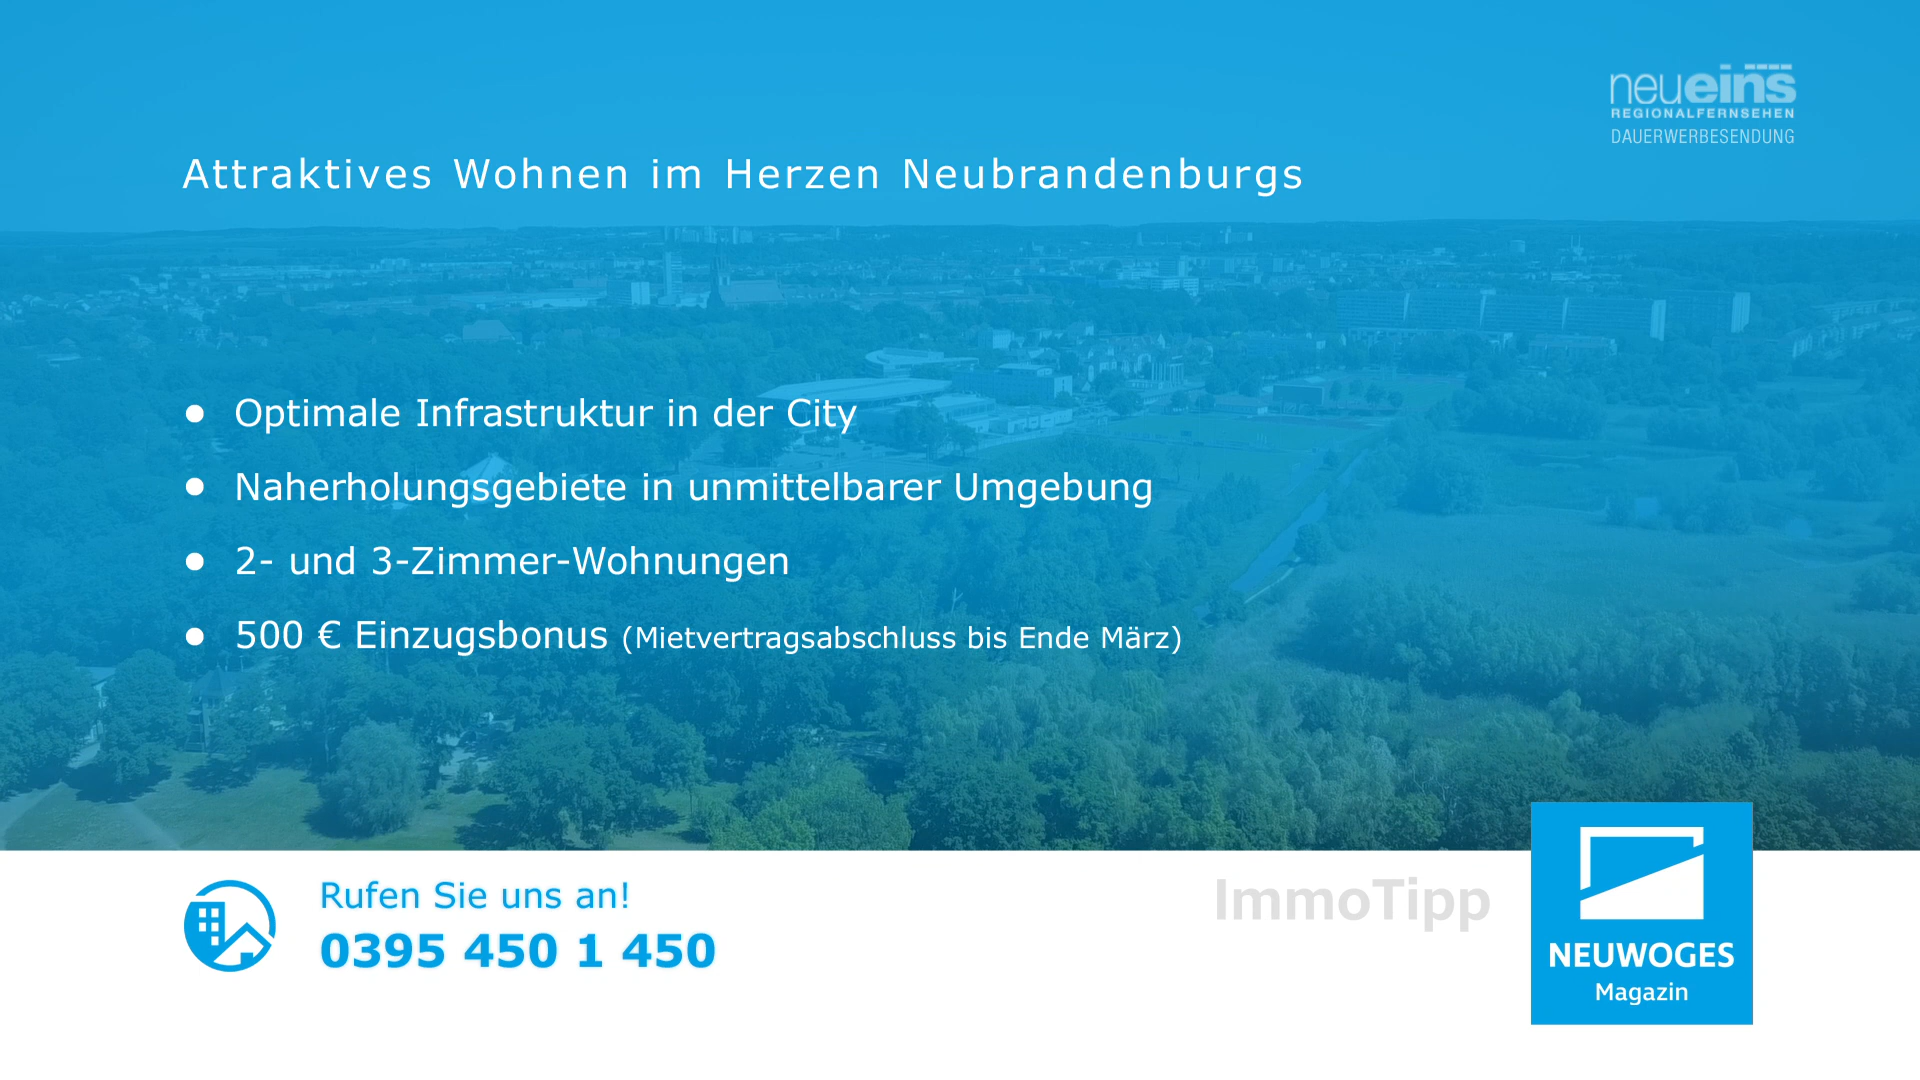 neueins
REGIONALFERNSEHEN
DAUERWERBESENDUNG
Attraktives Wohnen im Herzen Neubrandenburgs
● Optimale Infrastruktur in der City
● Naherholungsgebiete in unmittelbarer Umgebung
● 2- und 3-Zimmer-Wohnungen
● 500 € Einzugsbonus (Mietvertragsabschluss bis Ende März)
Rufen Sie uns an!
0395 450 1 450
ImmoTipp
NEUWOGES
Magazin